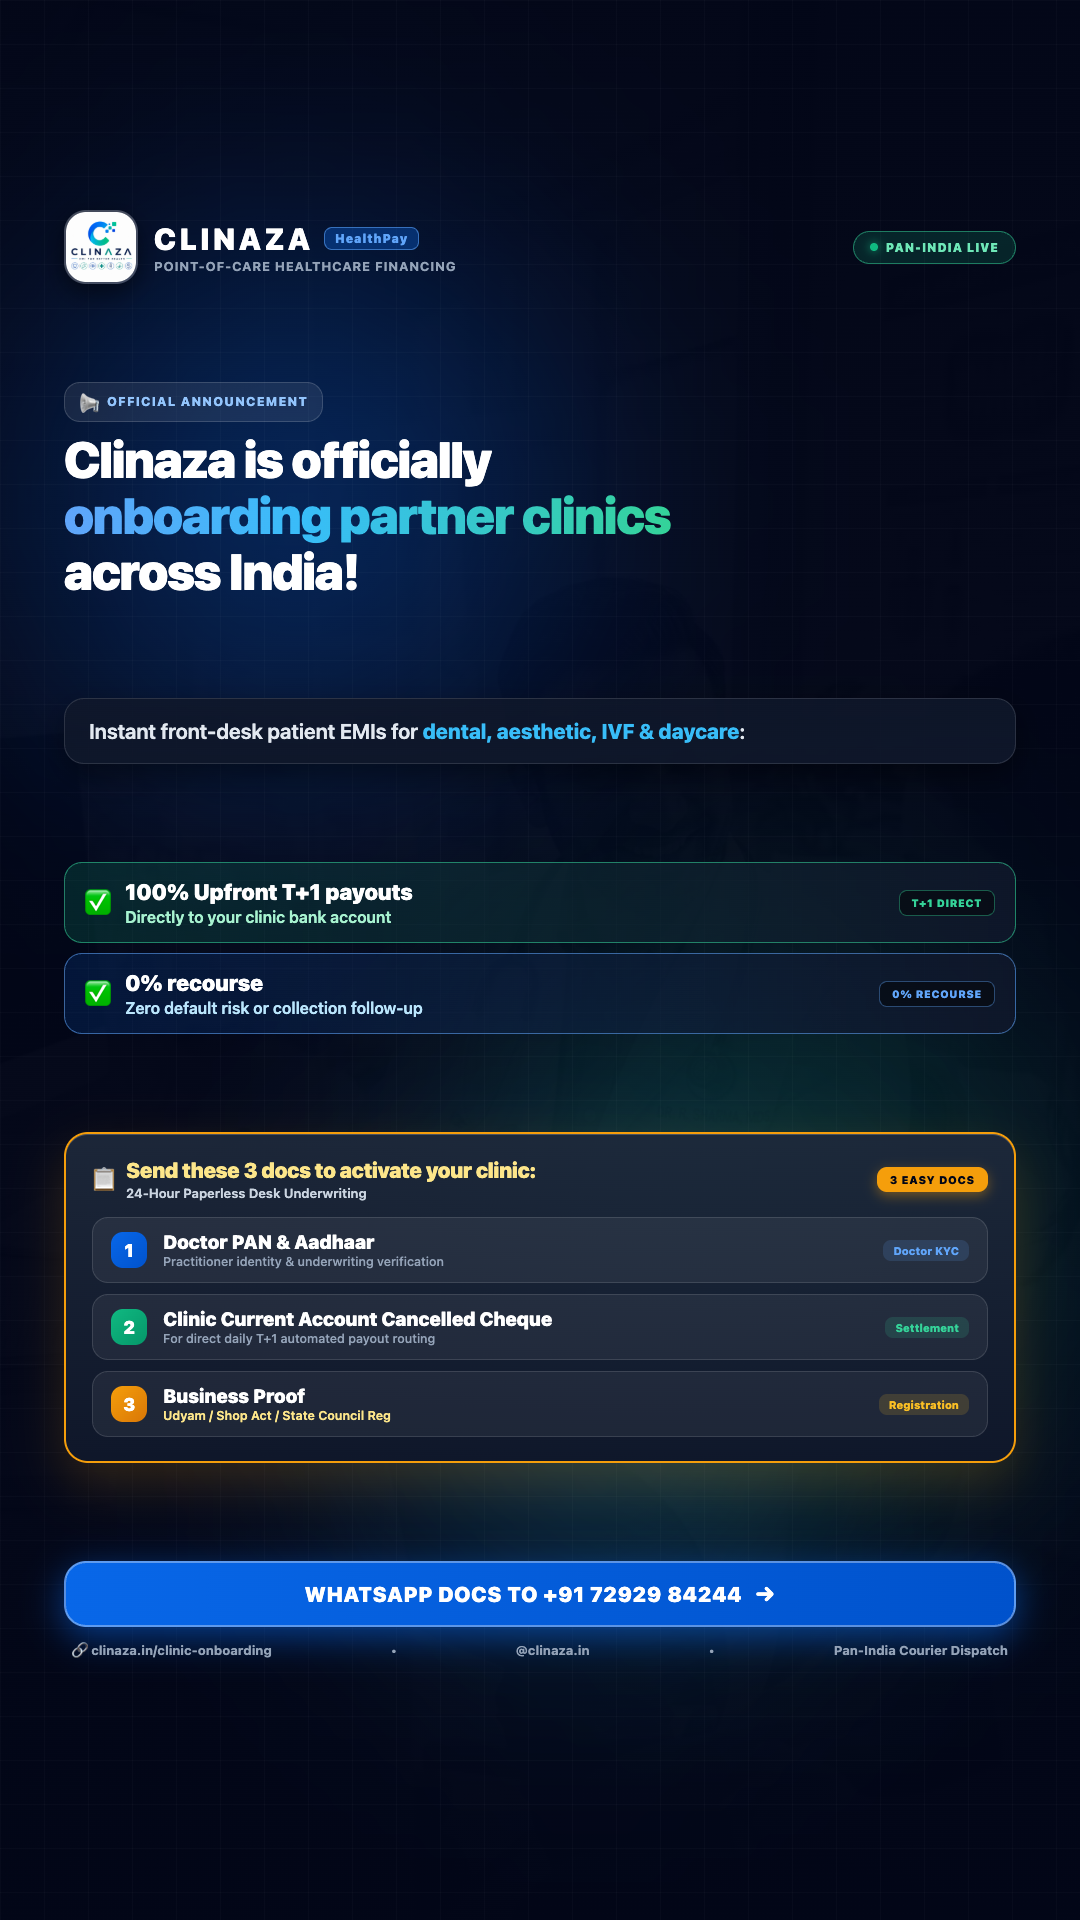 CLINAZA
CLINAZA HealthPay
POINT-OF-CARE HEALTHCARE FINANCING
PAN-INDIA LIVE
OFFICIAL ANNOUNCEMENT
Clinaza is officially
onboarding partner clinics
across India!
Instant front-desk patient EMIs for dental, aesthetic, IVF & daycare:
100% Upfront T+1 payouts
Directly to your clinic bank account
T+1 DIRECT
0% recourse
Zero default risk or collection follow-up
0% RECOURSE
Send these 3 docs to activate your clinic:
24-Hour Paperless Desk Underwriting
3 EASY DOCS
1
Doctor PAN & Aadhaar
Practitioner identity & underwriting verification
Doctor KYC
2
Clinic Current Account Cancelled Cheque
For direct daily T+1 automated payout routing
Settlement
3
Business Proof
Udyam / Shop Act / State Council Reg
Registration
WHATSAPP DOCS TO +91 72929 84244 →
clinaza.in/clinic-onboarding • @clinaza.in • Pan-India Courier Dispatch